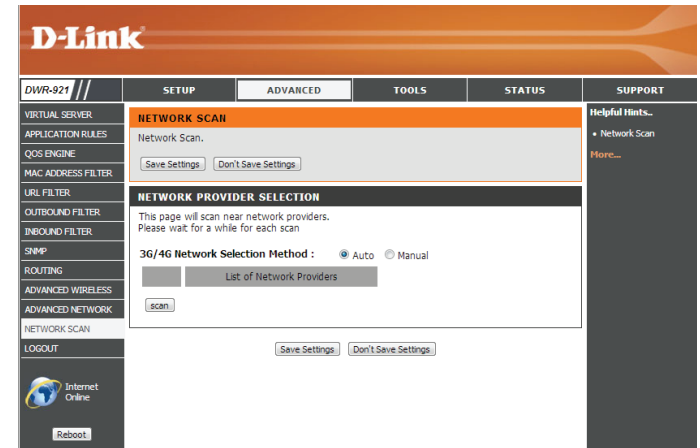 D-Link
DWR-921
SETUP
ADVANCED
TOOLS
STATUS
SUPPORT
VIRTUAL SERVER
APPLICATION RULES
QOS ENGINE
MAC ADDRESS FILTER
URL FILTER
OUTBOUND FILTER
INBOUND FILTER
SNMP
ROUTING
ADVANCED WIRELESS
ADVANCED NETWORK
NETWORK SCAN
LOGOUT
Internet
Online
Reboot
NETWORK SCAN
Network Scan.
Save Settings Don't Save Settings
NETWORK PROVIDER SELECTION
This page will scan near network providers.
Please wait for a while for each scan
3G/4G Network Selection Method : Auto Manual
List of Network Providers
scan
Save Settings Don't Save Settings
Helpful Hints..
• Network Scan
More...